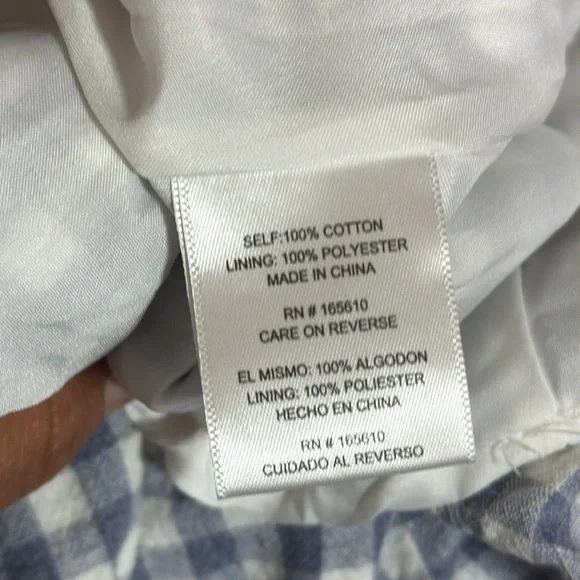 SELF:100% COTTON
LINING: 100% POLYESTER
MADE IN CHINA
RN # 165610
CARE ON REVERSE
EL MISMO: 100% ALGODON
LINING: 100% POLIESTER
HECHO EN CHINA
RN # 165610
CUIDADO AL REVERSO